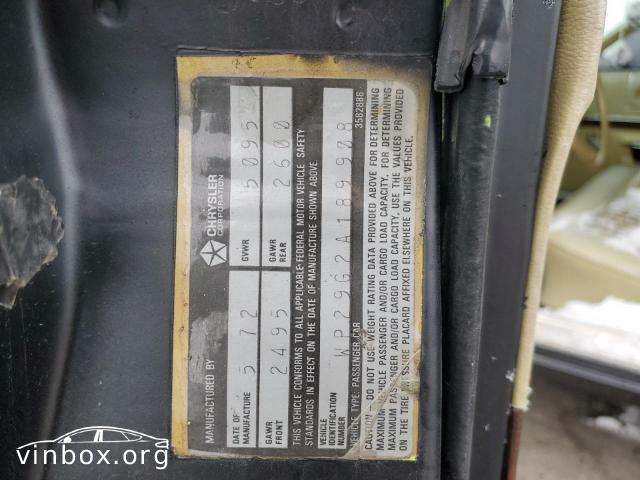 MANUFACTURED BY
CHRYSLER
CORPORATION
DATE OF
MANUFACTURE
5 72
GVWR
5095
GAWR
FRONT
2495
GAWR
REAR
2600
THIS VEHICLE CONFORMS TO ALL APPLICABLE FEDERAL MOTOR VEHICLE SAFETY
STANDARDS IN EFFECT ON THE DATE OF MANUFACTURE SHOWN ABOVE.
VEHICLE
IDENTIFICATION
NUMBER
WP29G2A189908
VEHICLE TYPE: PASSENGER CAR
3582888
CAUTION - DO NOT USE WEIGHT RATING DATA PROVIDED ABOVE FOR DETERMINING
MAXIMUM VEHICLE PASSENGER AND/OR CARGO LOAD CAPACITY. FOR DETERMINING
MAXIMUM PASSENGER AND/OR CARGO LOAD CAPACITY, USE THE VALUES PROVIDED
ON THE TIRE PRESSURE PLACARD AFFIXED ELSEWHERE ON THIS VEHICLE.
vinbox.org